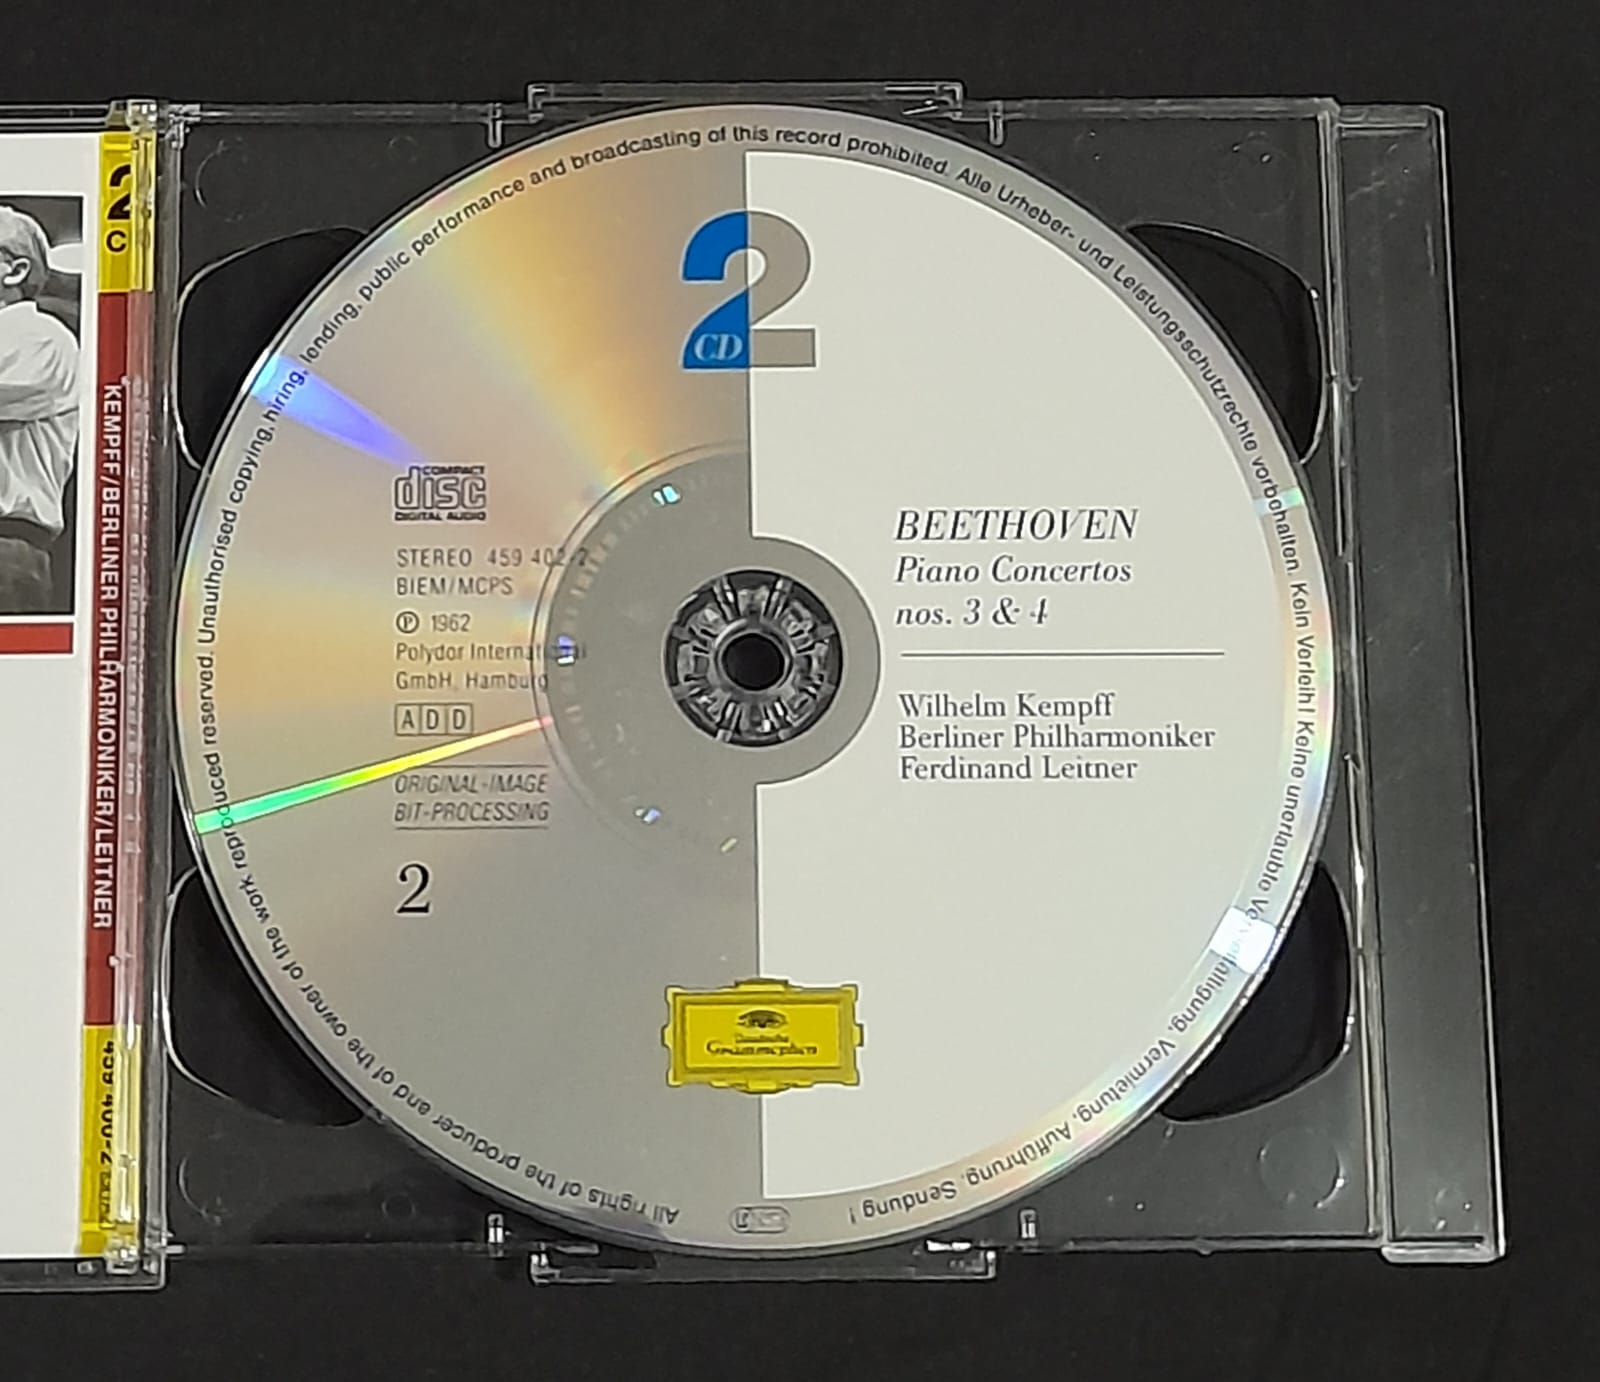 2
C
KEMPFF/BERLINER PHILHARMONIKER/LEITNER
All rights of the producer and of the owner of the work reproduced reserved. Unauthorised copying, hiring, lending, public performance and broadcasting of this record prohibited. Alle Urheber- und Leistungsschutzrechte vorbehalten. Kein Verleih! Keine unerlaubte Vervielfältigung, Vermietung, Aufführung, Sendung!
2
CD
COMPACT
disc
DIGITAL AUDIO
STEREO 459 402-2
BIEM/MCPS
Ⓟ 1962
Polydor International
GmbH, Hamburg
ADD
ORIGINAL-IMAGE
BIT-PROCESSING
2
BEETHOVEN
Piano Concertos
nos. 3 & 4
Wilhelm Kempff
Berliner Philharmoniker
Ferdinand Leitner
Deutsche
Grammophon